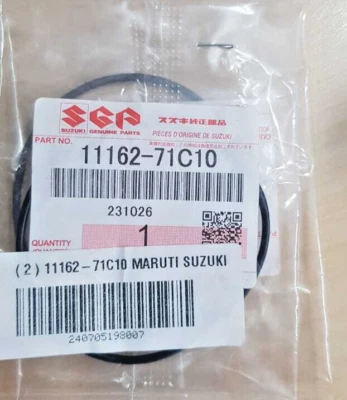 SGP
スズキ純正部品
SUZUKI GENUINE PARTS
PIÈCES D'ORIGINE DE SUZUKI
PART NO.
11162-71C10
231026
QUANTITY
1
(2) 11162-71C10 MARUTI SUZUKI
240705198007